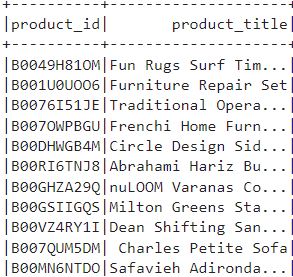 +----------+--------------------+
|product_id|       product_title|
+----------+--------------------+
|B0049H81OM|Fun Rugs Surf Tim...|
|B001U0UOO6|Furniture Repair Set|
|B0076I51JE|Traditional Opera...|
|B007OWPBGU|Frenchi Home Furn...|
|B00DHWGB4M|Circle Design Sid...|
|B00RI6TNJ8|Abrahami Hariz Bu...|
|B00GHZA29Q|nuLOOM Varanas Co...|
|B00GSIIGQS|Milton Greens Sta...|
|B00VZ4RY1I|Dean Shifting San...|
|B007QUM5DM| Charles Petite Sofa|
|B00MN6NTDO|Safavieh Adironda...|